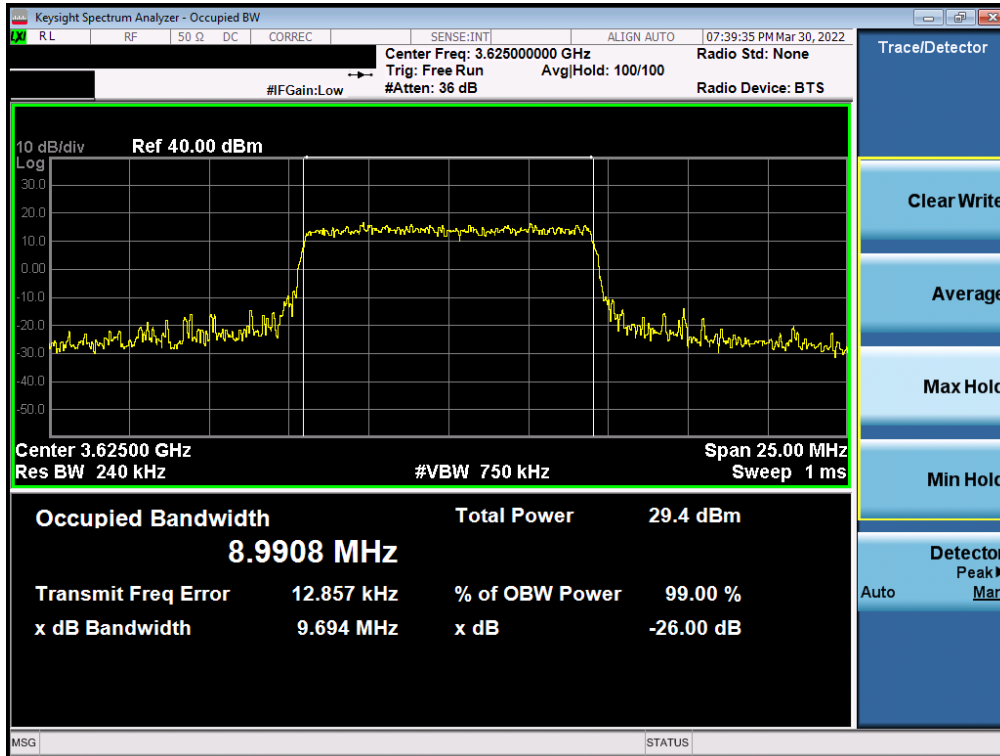 Keysight Spectrum Analyzer - Occupied BW
LXI RL RF 50 Ω DC CORREC SENSE:INT ALIGN AUTO 07:39:35 PM Mar 30, 2022
Center Freq: 3.625000000 GHz Radio Std: None
Trig: Free Run Avg|Hold: 100/100
#IFGain:Low #Atten: 36 dB Radio Device: BTS
Trace/Detector
10 dB/div Ref 40.00 dBm
Log
30.0
20.0
10.0
0.00
-10.0
-20.0
-30.0
-40.0
-50.0
Center 3.62500 GHz Span 25.00 MHz
Res BW 240 kHz #VBW 750 kHz Sweep 1 ms
Occupied Bandwidth Total Power 29.4 dBm
8.9908 MHz
Transmit Freq Error 12.857 kHz % of OBW Power 99.00 %
x dB Bandwidth 9.694 MHz x dB -26.00 dB
Clear Write
Average
Max Hold
Min Hold
Detector
Peak
Auto Man
MSG STATUS